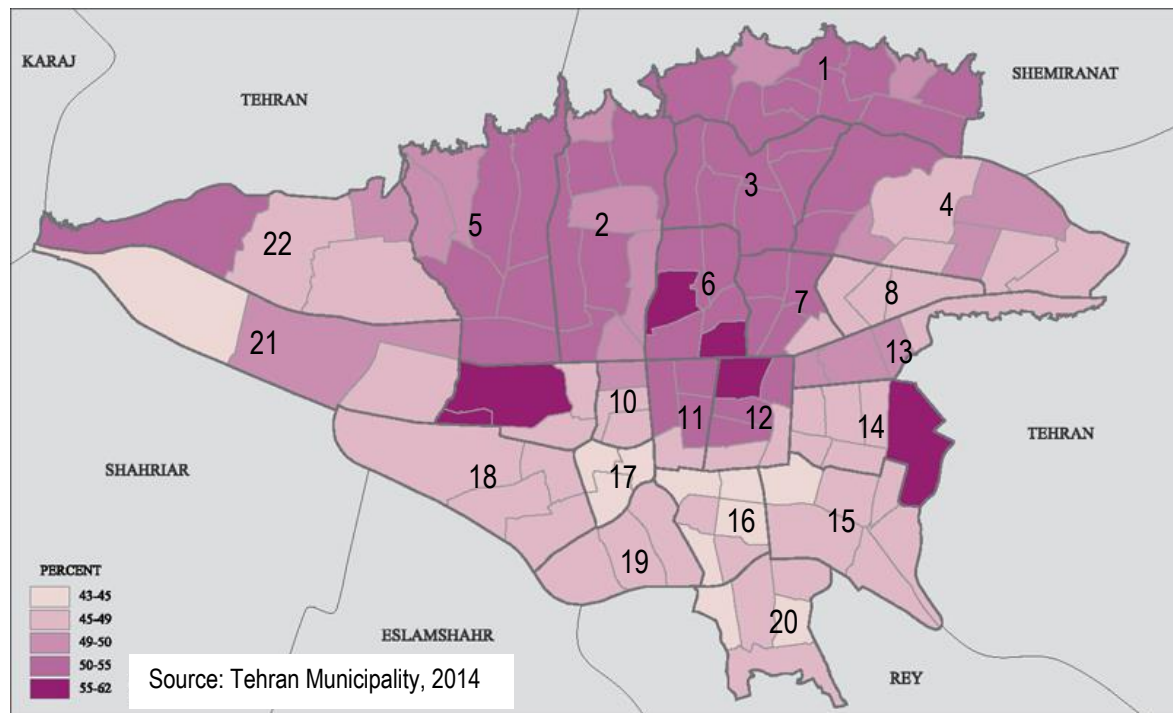 KARAJ
TEHRAN
SHEMIRANAT
1
3
4
5
2
22
6
7
8
21
13
10
11
12
14
TEHRAN
SHAHRIAR
18
17
16
15
19
20
PERCENT
43-45
45-49
49-50
50-55
55-62
ESLAMSHAHR
REY
Source: Tehran Municipality, 2014